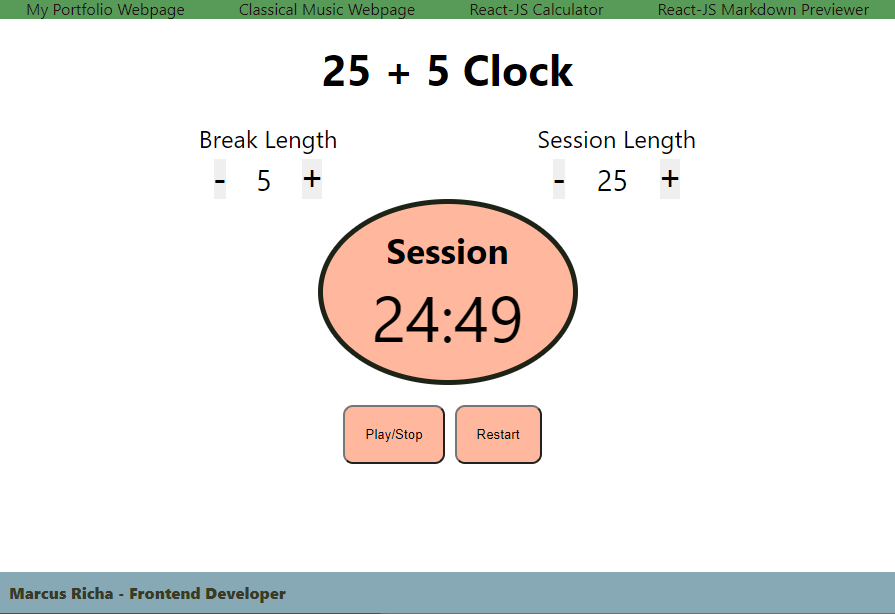 My Portfolio Webpage Classical Music Webpage React-JS Calculator React-JS Markdown Previewer
25 + 5 Clock
Break Length Session Length
- 5 + - 25 +
Session
24:49
Play/Stop Restart
Marcus Richa - Frontend Developer